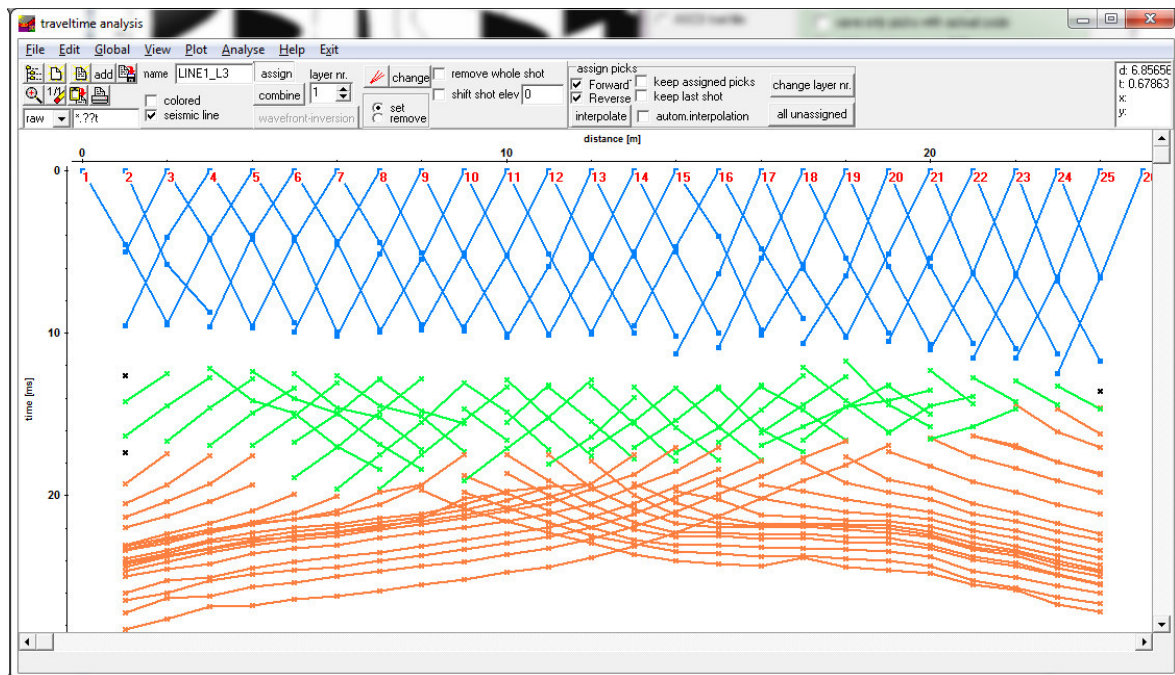 traveltime analysis
File Edit Global View Plot Analyse Help Exit
add name LINE1_L3 assign layer nr. change remove whole shot assign picks d: 6.85656
colored combine 1 shift shot elev 0 Forward keep assigned picks change layer nr. t: 0.67863
raw *.??t seismic line wavefront-inversion set Reverse keep last shot x:
remove interpolate autom.interpolation all unassigned y:
distance [m]
0 10 20
0
1 2 3 4 5 6 7 8 9 10 11 12 13 14 15 16 17 18 19 20 21 22 23 24 25
10
time [ms]
20